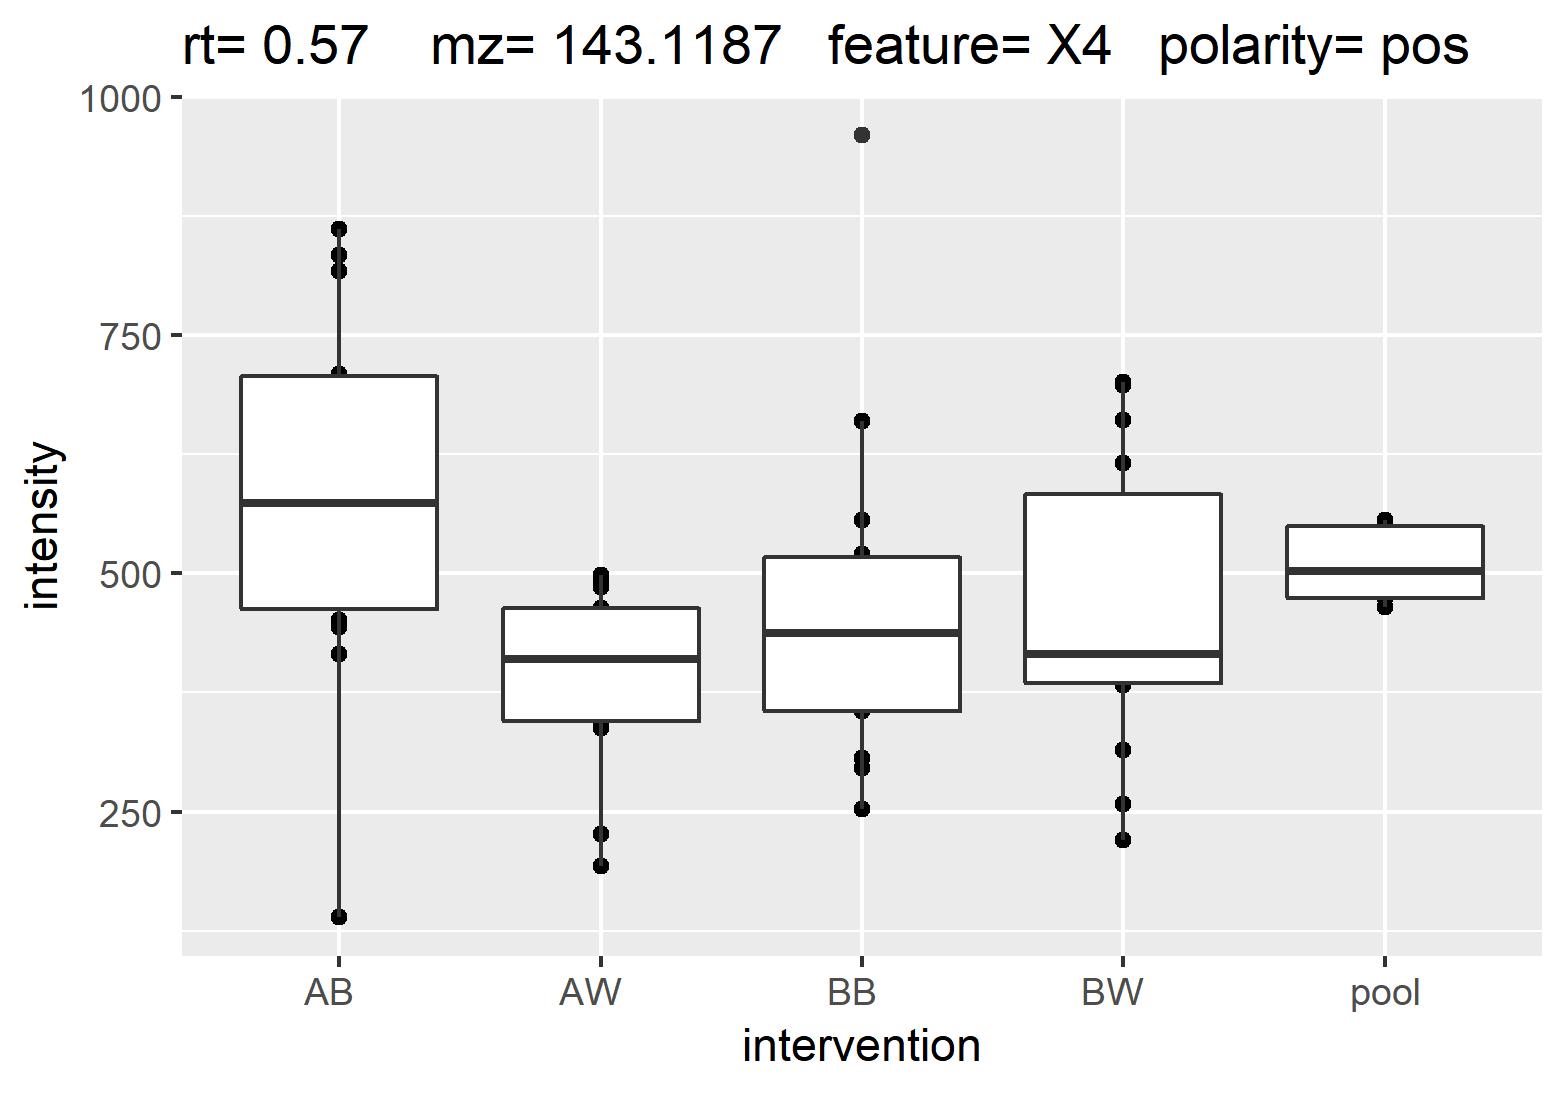 rt= 0.57 mz= 143.1187 feature= X4 polarity= pos
1000
750
500
250
intensity
AB AW BB BW pool
intervention